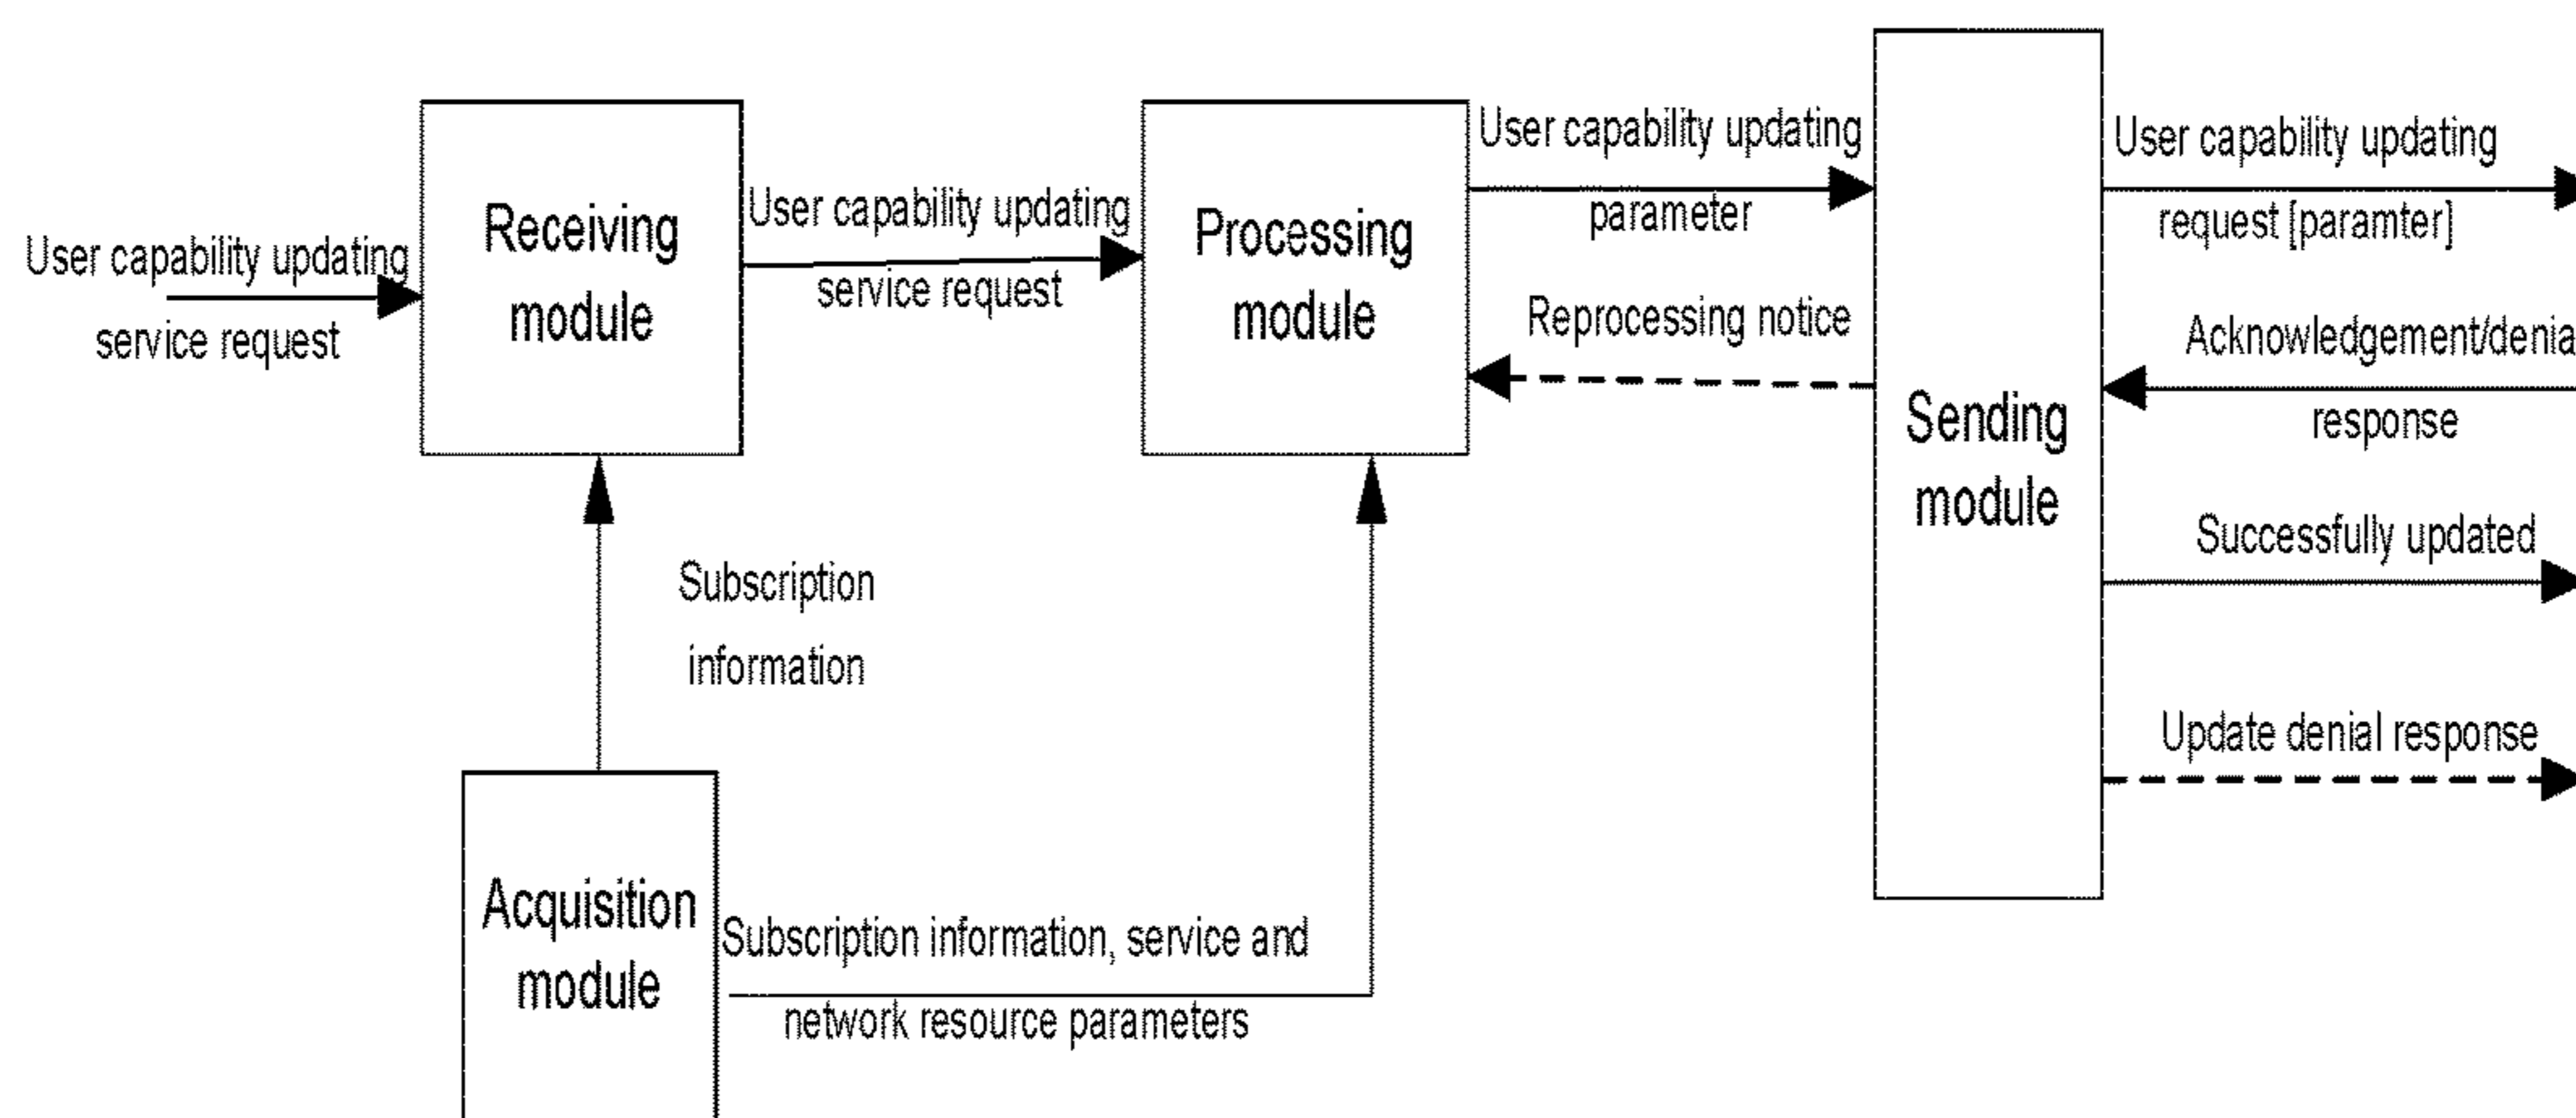 User capability updating
service request
Receiving
module
User capability updating
service request
Processing
module
User capability updating
parameter
Reprocessing notice
Sending
module
User capability updating
request [paramter]
Acknowledgement/denia
response
Successfully updated
Update denial response
Subscription
information
Acquisition
module
Subscription information, service and
network resource parameters